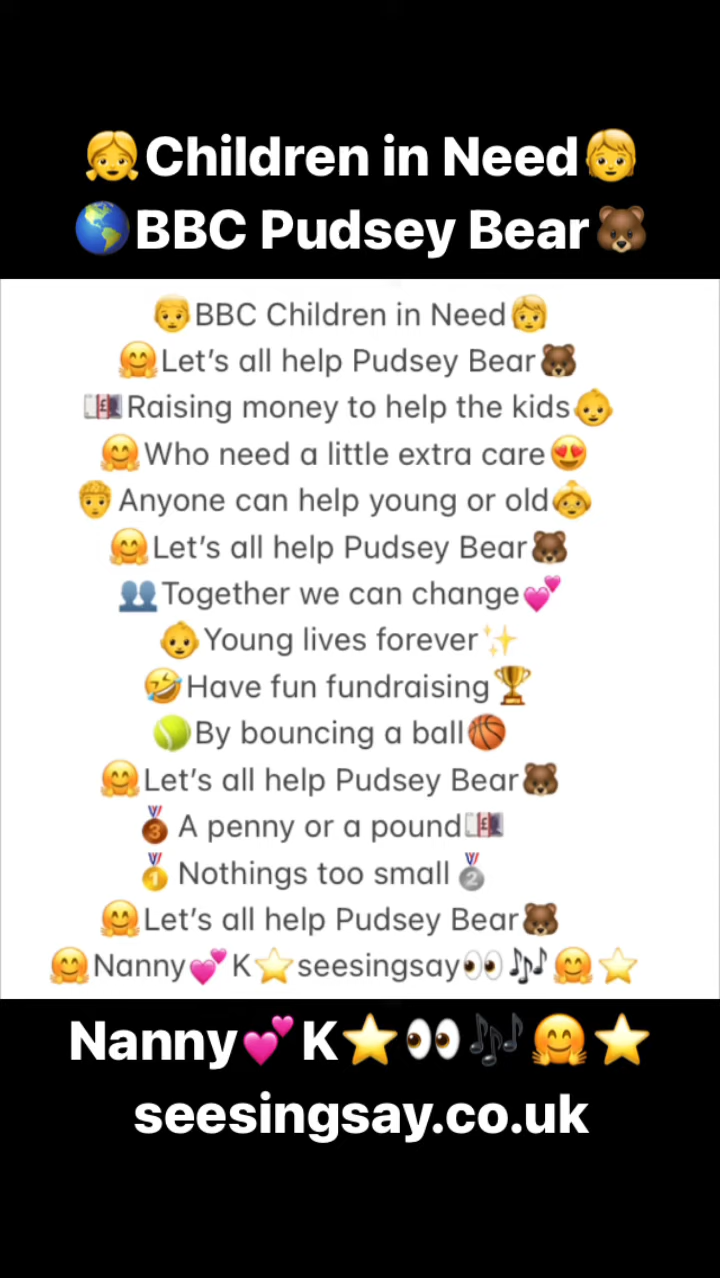 👧Children in Need🧒
🌎BBC Pudsey Bear🐻
👦BBC Children in Need🧒
🤗Let's all help Pudsey Bear🐻
💷Raising money to help the kids👶
🤗Who need a little extra care😍
👨‍🦱Anyone can help young or old👵
🤗Let's all help Pudsey Bear🐻
👥Together we can change💕
👶Young lives forever✨
🤣Have fun fundraising🏆
🎾By bouncing a ball🏀
🤗Let's all help Pudsey Bear🐻
🥉 A penny or a pound💷
🥇 Nothings too small🥈
🤗Let's all help Pudsey Bear🐻
🤗Nanny💕K⭐seesingsay👀🎶🤗⭐
Nanny💕K⭐👀🎶🤗⭐
seesingsay.co.uk